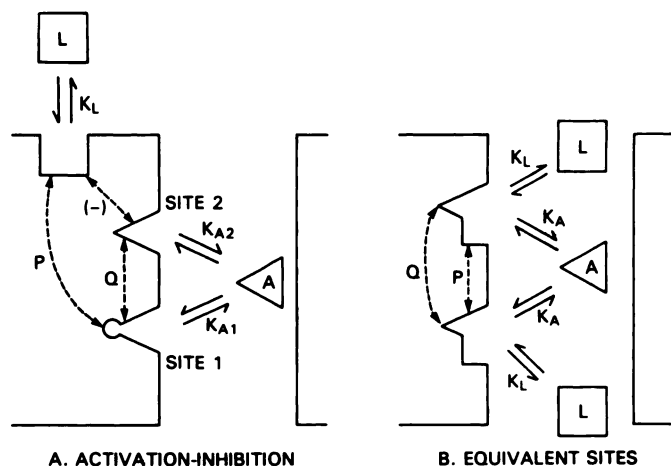 L
K_L
(-)
SITE 2
P
Q
K_A2
A
K_A1
SITE 1
A. ACTIVATION-INHIBITION
L
K_L
K_A
Q
P
A
K_A
K_L
L
B. EQUIVALENT SITES